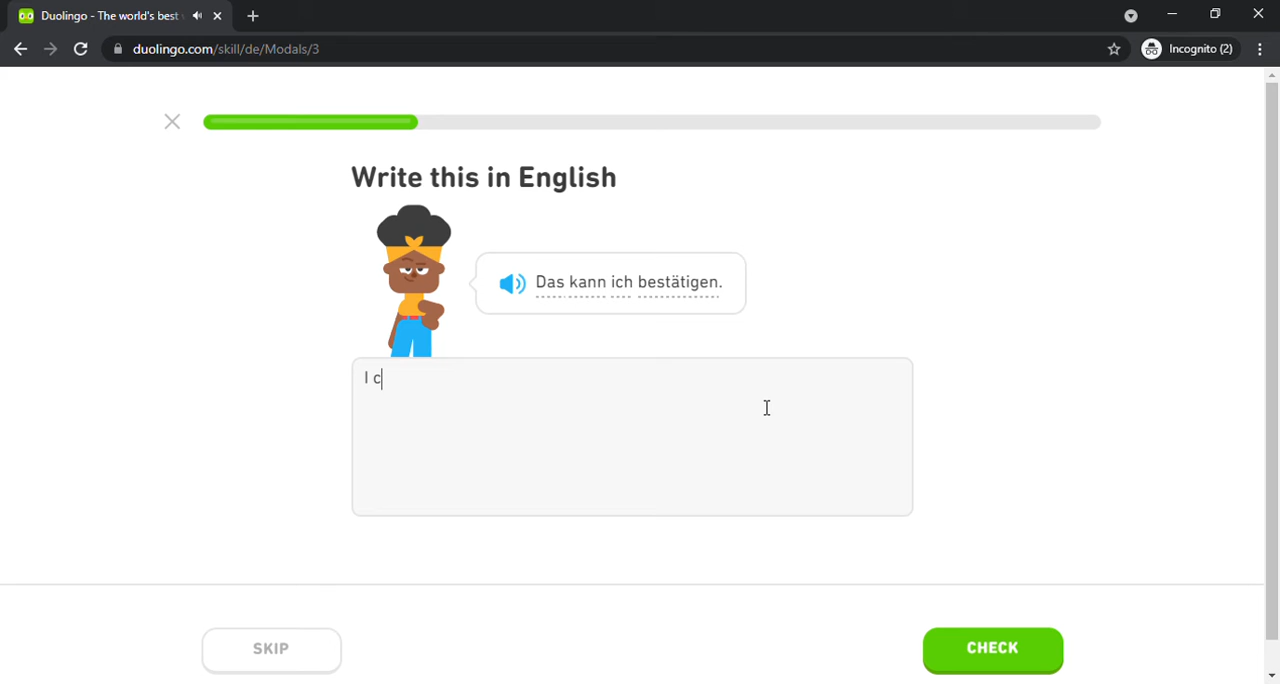 Duolingo - The world's best
duolingo.com/skill/de/Modals/3
Incognito (2)
Write this in English
Das kann ich bestätigen.
I c
SKIP
CHECK